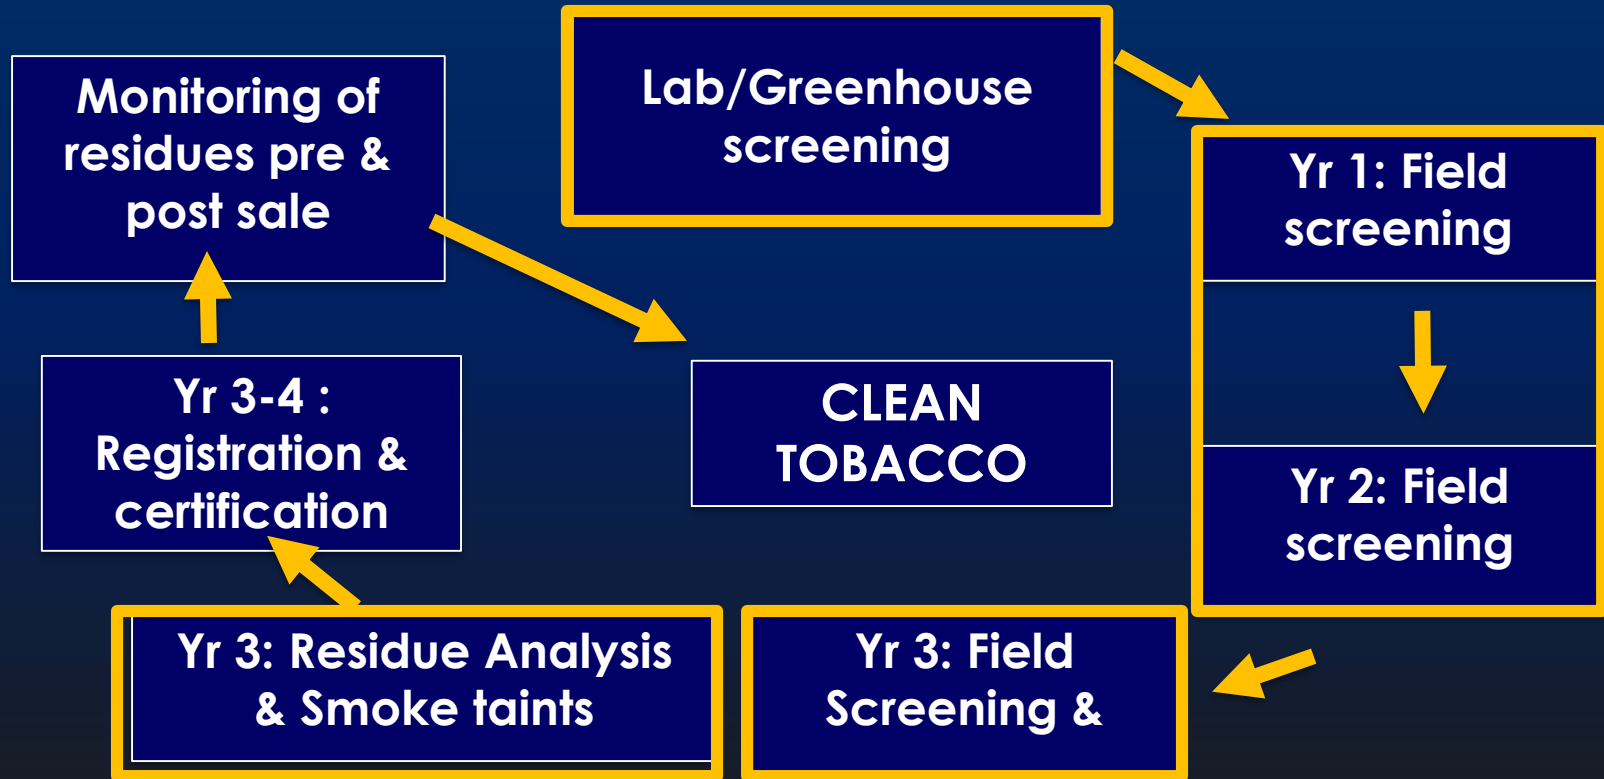 Monitoring of
residues pre &
post sale
Lab/Greenhouse
screening
Yr 1: Field
screening
Yr 3-4 :
Registration &
certification
CLEAN
TOBACCO
Yr 2: Field
screening
Yr 3: Residue Analysis
& Smoke taints
Yr 3: Field
Screening &